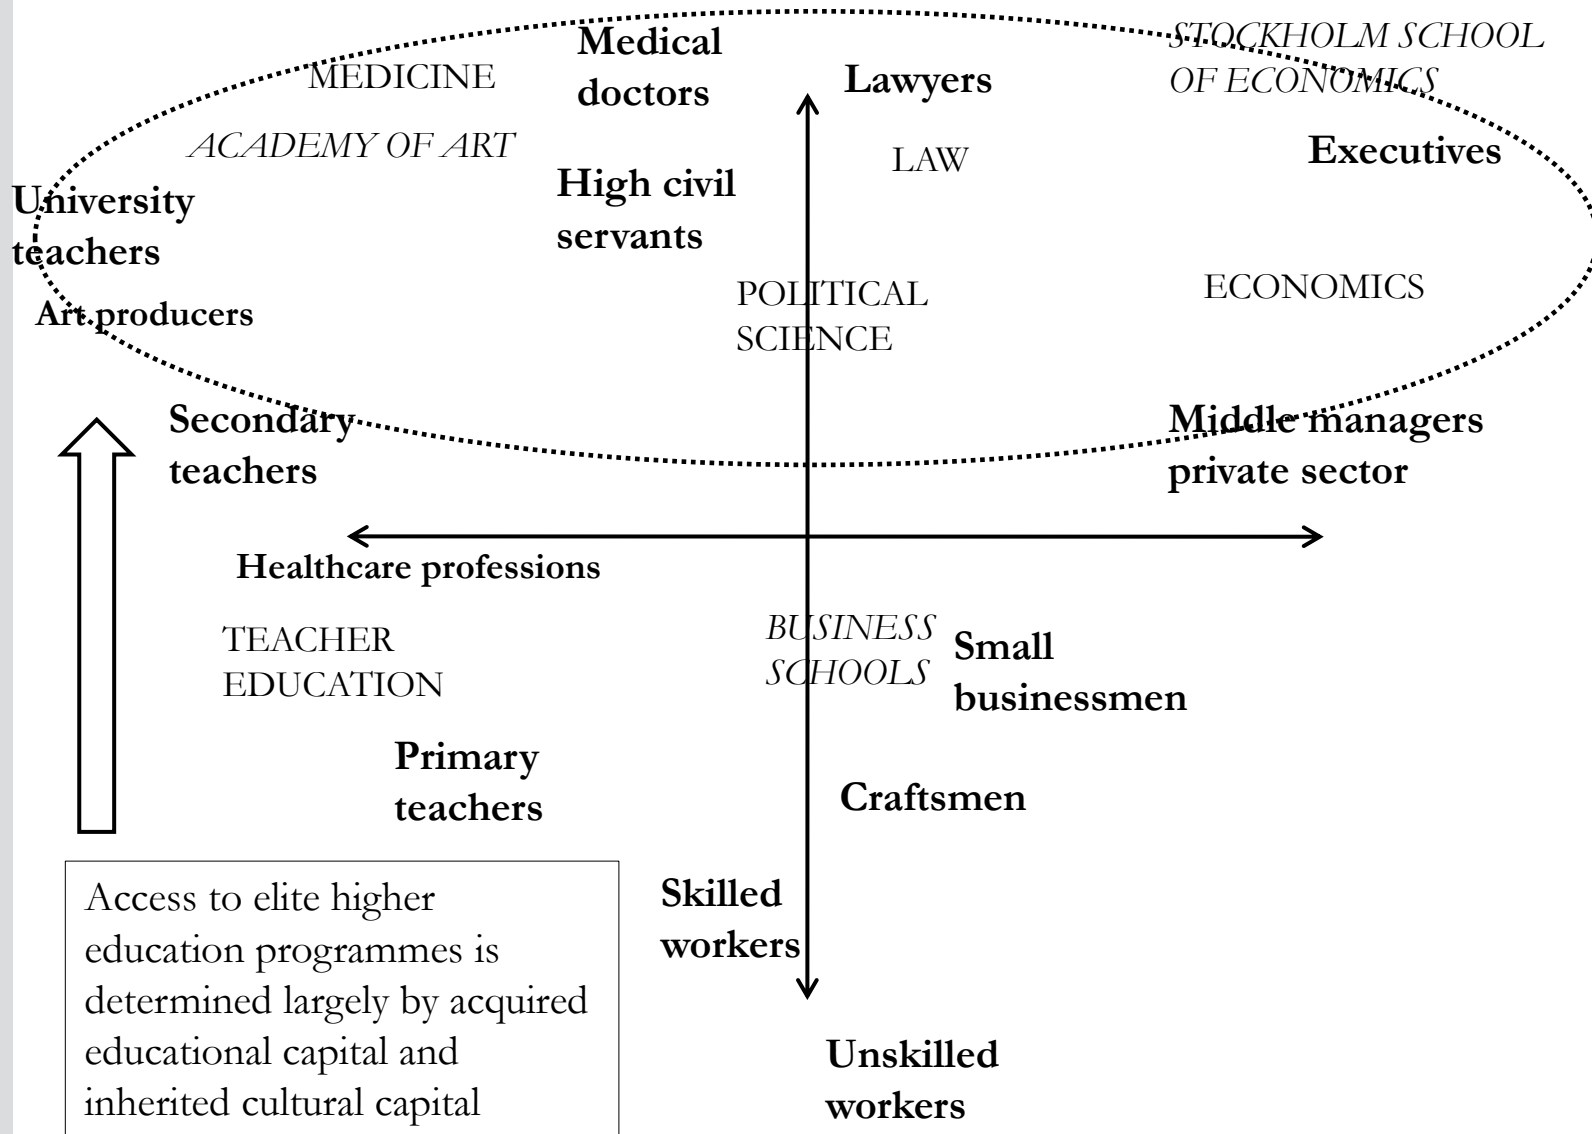 Medical
doctors
MEDICINE
Lawyers
STOCKHOLM SCHOOL
OF ECONOMICS
ACADEMY OF ART
LAW
Executives
University
teachers
High civil
servants
Art producers
POLITICAL
SCIENCE
ECONOMICS
Secondary
teachers
Middle managers
private sector
Healthcare professions
TEACHER
EDUCATION
BUSINESS
SCHOOLS
Small
businessmen
Primary
teachers
Craftsmen
Skilled
workers
Access to elite higher
education programmes is
determined largely by acquired
educational capital and
inherited cultural capital
Unskilled
workers